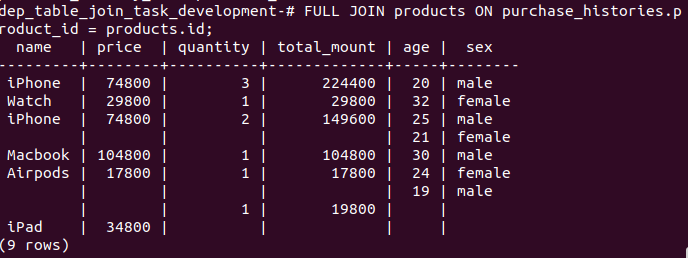 dep_table_join_task_development-# FULL JOIN products ON purchase_histories.p
roduct_id = products.id;
  name   | price  | quantity | total_mount | age |  sex
---------+--------+----------+-------------+-----+--------
 iPhone  |  74800 |        3 |      224400 |  20 | male
 Watch   |  29800 |        1 |       29800 |  32 | female
 iPhone  |  74800 |        2 |      149600 |  25 | male
         |        |          |             |  21 | female
 Macbook | 104800 |        1 |      104800 |  30 | male
 Airpods |  17800 |        1 |       17800 |  24 | female
         |        |          |             |  19 | male
         |        |        1 |       19800 |     |
 iPad    |  34800 |          |             |     |
(9 rows)